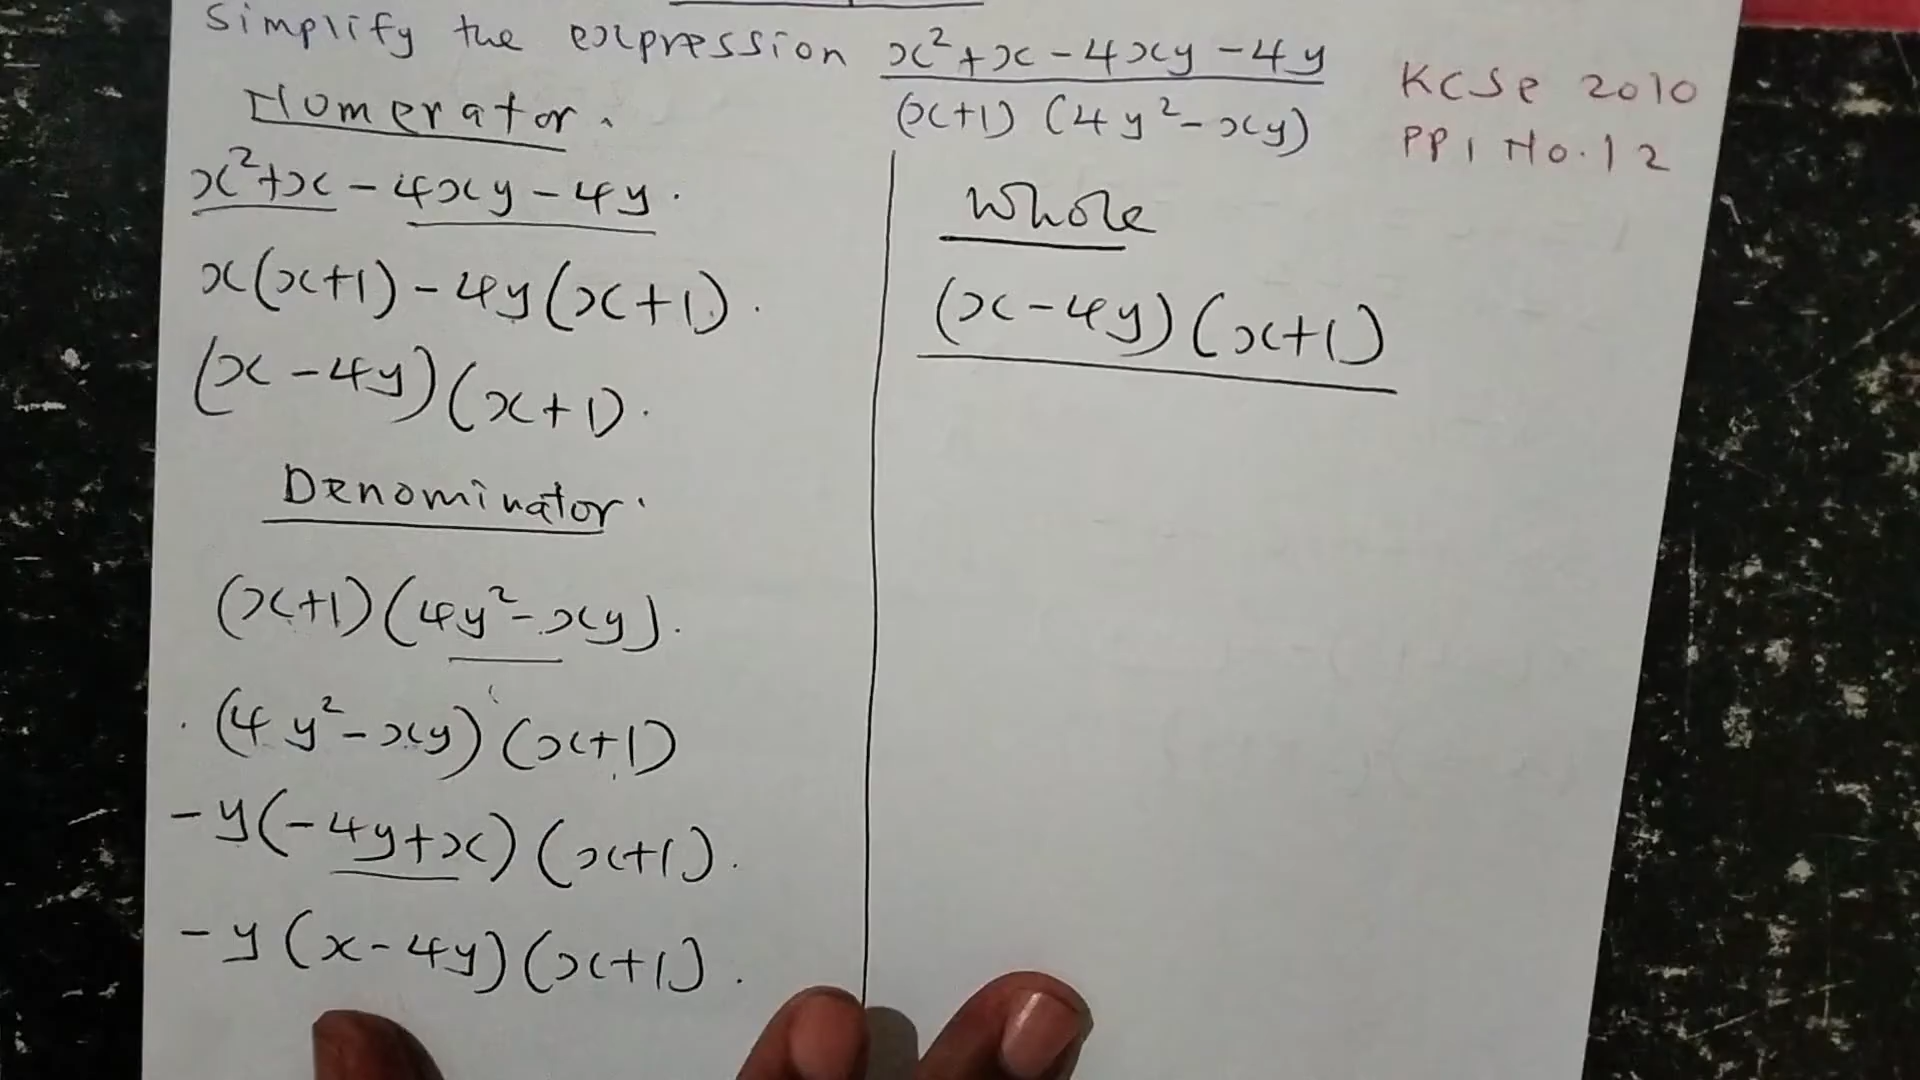 Simplify the expression x²+x-4xy-4y
(x+1) (4y²-xy)
KCSe 2010
PP1 No.12
Numerator.
x²+x-4xy-4y.
x(x+1)-4y(x+1).
(x-4y)(x+1).
Denominator.
(x+1)(4y²-xy).
(4y²-xy)(x+1)
-y(-4y+x)(x+1).
-y(x-4y)(x+1).
Whole
(x-4y)(x+1)